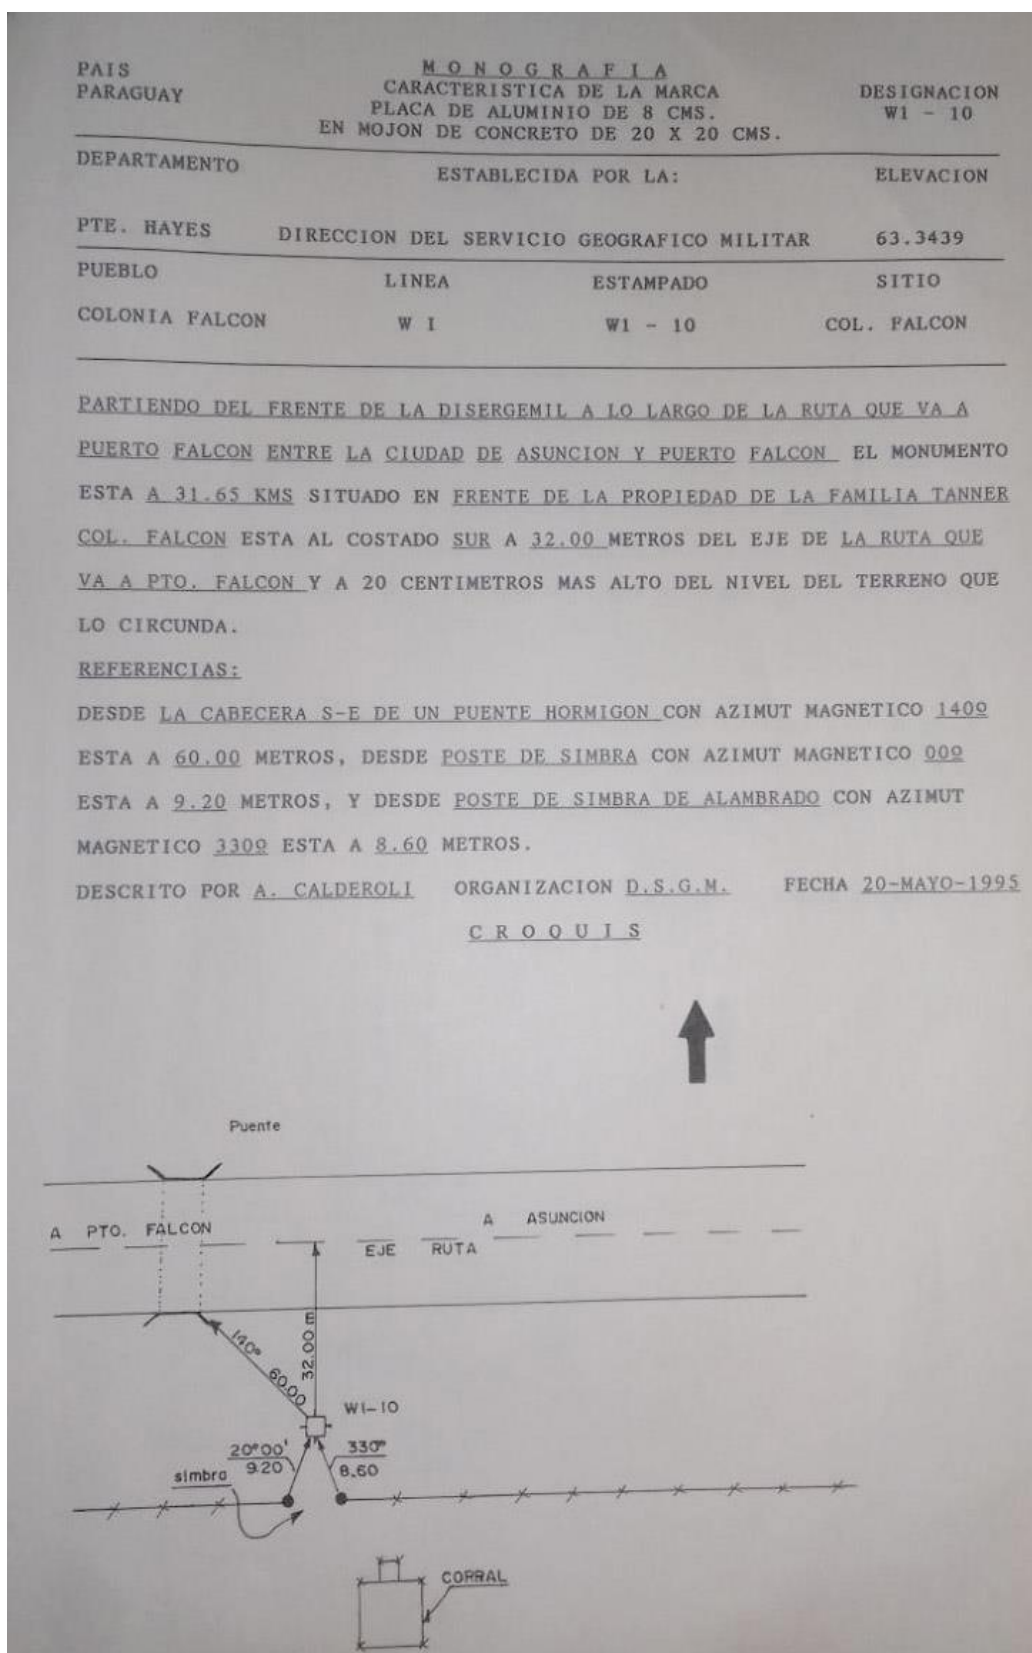 PAIS M O N O G R A F I A
PARAGUAY CARACTERISTICA DE LA MARCA DESIGNACION
PLACA DE ALUMINIO DE 8 CMS. W1 - 10
EN MOJON DE CONCRETO DE 20 X 20 CMS.
DEPARTAMENTO ESTABLECIDA POR LA: ELEVACION
PTE. HAYES DIRECCION DEL SERVICIO GEOGRAFICO MILITAR 63.3439
PUEBLO LINEA ESTAMPADO SITIO
COLONIA FALCON W I W1 - 10 COL. FALCON
PARTIENDO DEL FRENTE DE LA DISERGEMIL A LO LARGO DE LA RUTA QUE VA A
PUERTO FALCON ENTRE LA CIUDAD DE ASUNCION Y PUERTO FALCON EL MONUMENTO
ESTA A 31.65 KMS SITUADO EN FRENTE DE LA PROPIEDAD DE LA FAMILIA TANNER
COL. FALCON ESTA AL COSTADO SUR A 32.00 METROS DEL EJE DE LA RUTA QUE
VA A PTO. FALCON Y A 20 CENTIMETROS MAS ALTO DEL NIVEL DEL TERRENO QUE
LO CIRCUNDA.
REFERENCIAS:
DESDE LA CABECERA S-E DE UN PUENTE HORMIGON CON AZIMUT MAGNETICO 140º
ESTA A 60.00 METROS, DESDE POSTE DE SIMBRA CON AZIMUT MAGNETICO 00º
ESTA A 9.20 METROS, Y DESDE POSTE DE SIMBRA DE ALAMBRADO CON AZIMUT
MAGNETICO 330º ESTA A 8.60 METROS.
DESCRITO POR A. CALDEROLI ORGANIZACION D.S.G.M. FECHA 20-MAYO-1995
C R O Q U I S
Puente
A PTO. FALCON A ASUNCION
EJE RUTA
140º 60.00
32.00 m
W1-10
20º00' 330º
9.20 8.60
simbra
CORRAL